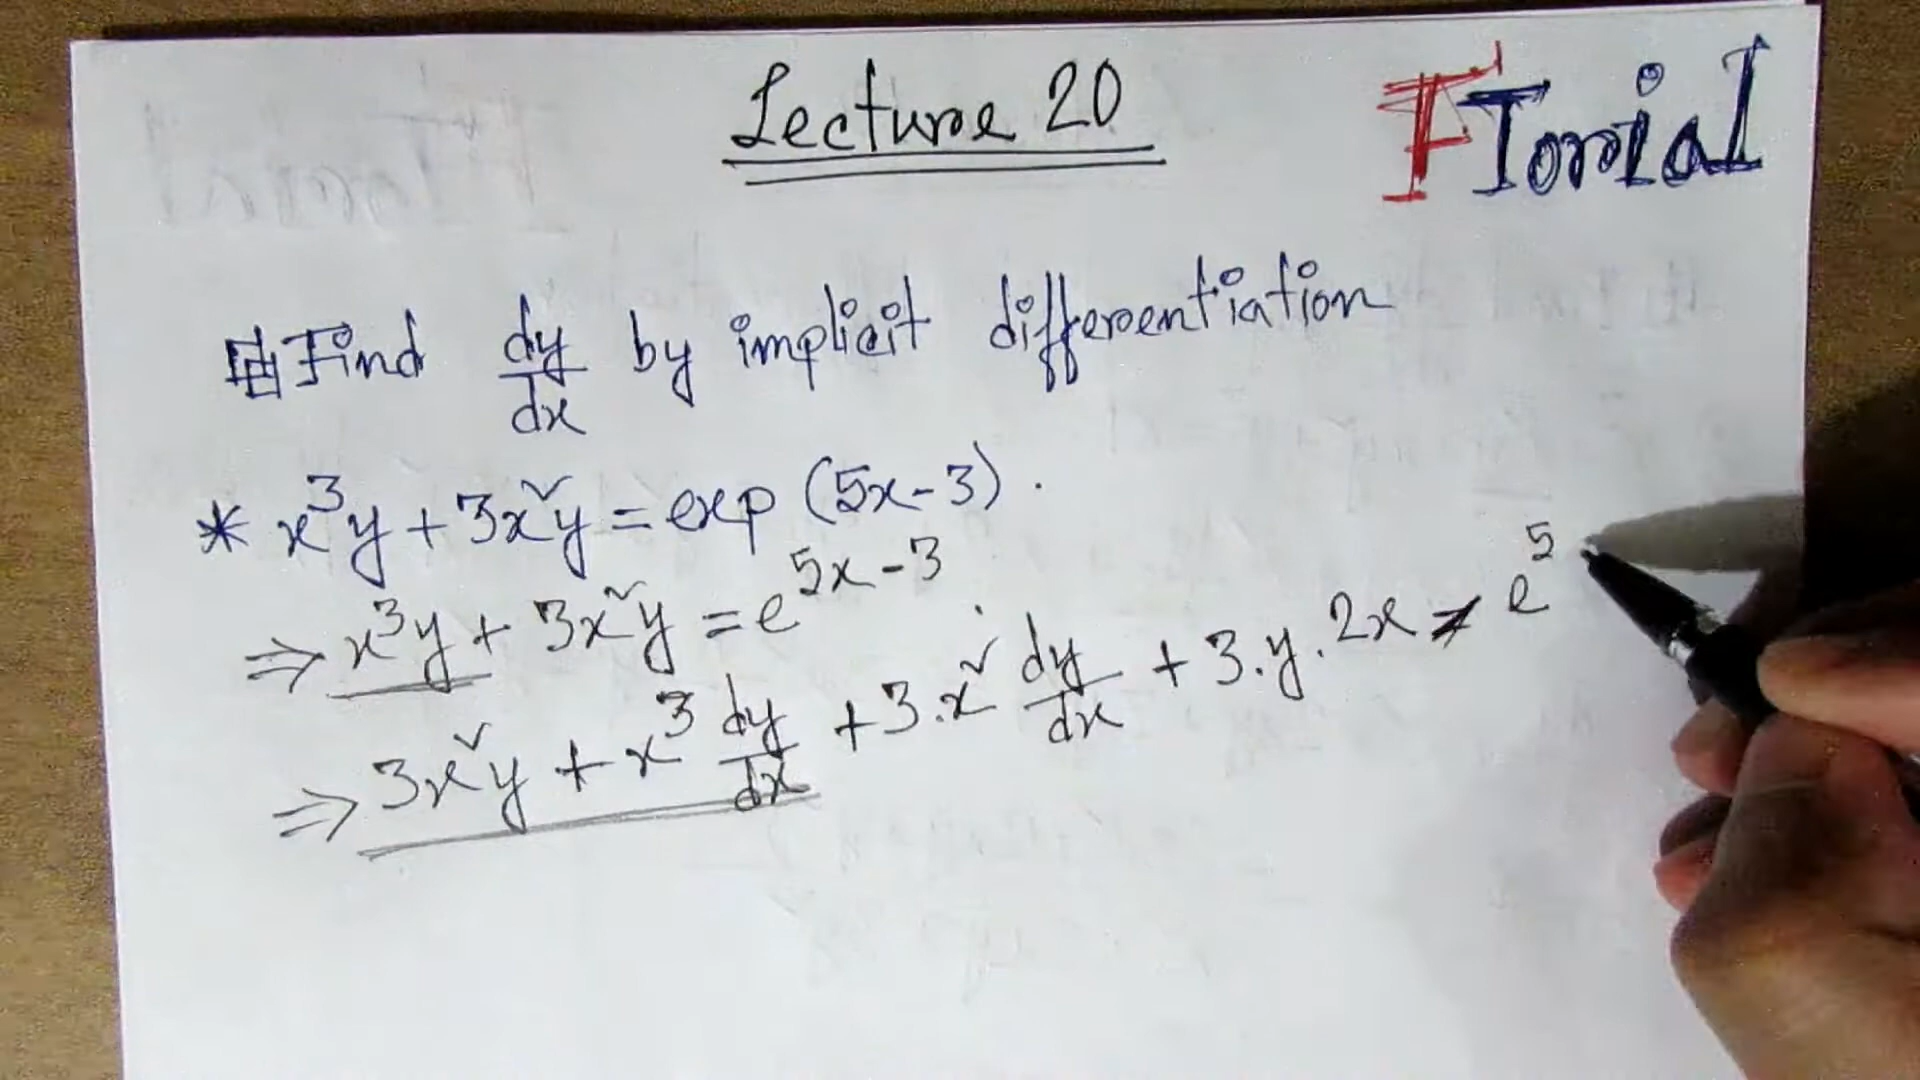 Lecture 20
FTorial
Find dy/dx by implicit differentiation
* x³y + 3x²y = exp (5x-3).
⇒ x³y + 3x²y = e^{5x-3}
⇒ 3x²y + x³ dy/dx + 3.x² dy/dx + 3.y.2x = e^5